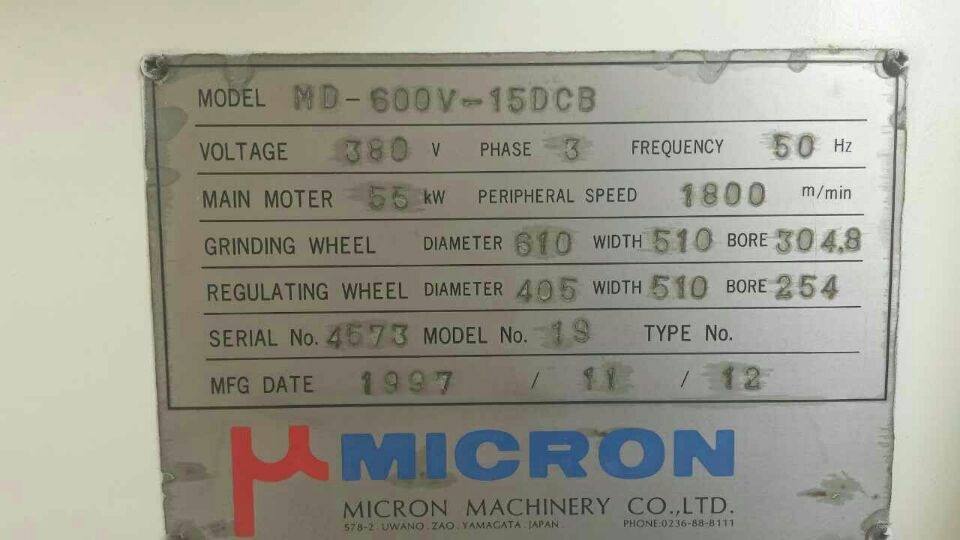 MODEL MD-600V-15DCB
VOLTAGE 380 V PHASE 3 FREQUENCY 50 Hz
MAIN MOTER 55 kW PERIPHERAL SPEED 1800 m/min
GRINDING WHEEL DIAMETER 610 WIDTH 510 BORE 304.8
REGULATING WHEEL DIAMETER 405 WIDTH 510 BORE 254
SERIAL No. 4573 MODEL No. 19 TYPE No.
MFG DATE 1997 / 11 / 12
μ MICRON
MICRON MACHINERY CO.,LTD.
578-2. UWANO. ZAO. YAMAGATA. JAPAN. PHONE:0236-88-8111